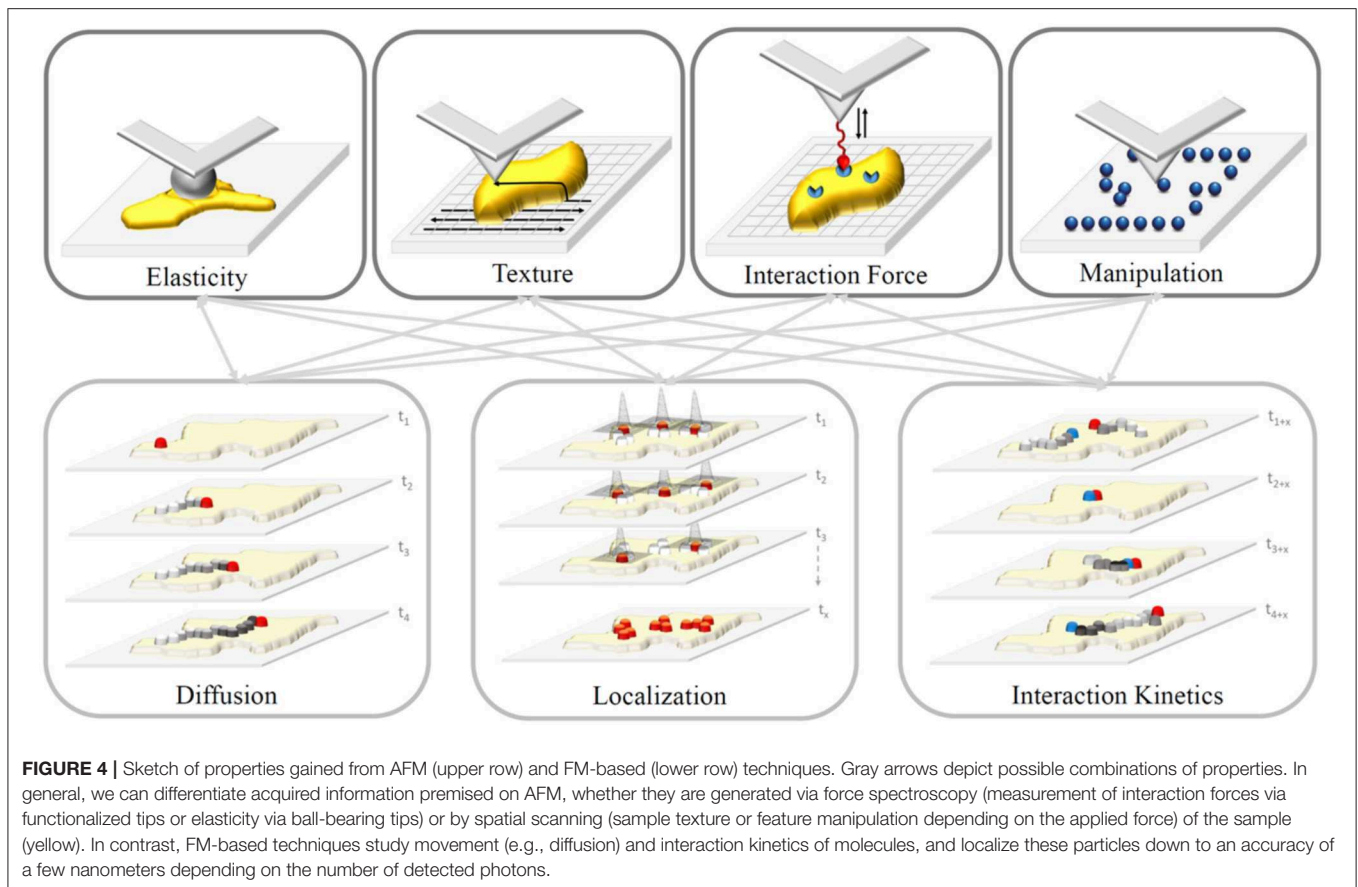 Elasticity
Texture
Interaction Force
Manipulation
t1
t2
t3
t4
Diffusion
t1
t2
t3
tx
Localization
t1+x
t2+x
t3+x
t4+x
Interaction Kinetics
FIGURE 4 | Sketch of properties gained from AFM (upper row) and FM-based (lower row) techniques. Gray arrows depict possible combinations of properties. In
general, we can differentiate acquired information premised on AFM, whether they are generated via force spectroscopy (measurement of interaction forces via
functionalized tips or elasticity via ball-bearing tips) or by spatial scanning (sample texture or feature manipulation depending on the applied force) of the sample
(yellow). In contrast, FM-based techniques study movement (e.g., diffusion) and interaction kinetics of molecules, and localize these particles down to an accuracy of
a few nanometers depending on the number of detected photons.